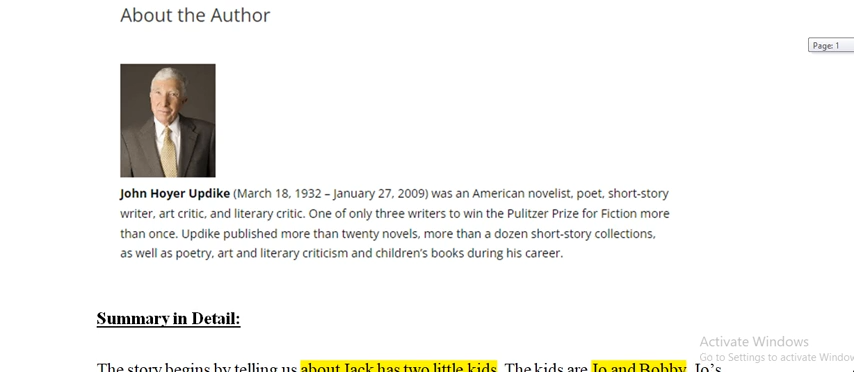 About the Author
Page: 1
John Hoyer Updike (March 18, 1932 – January 27, 2009) was an American novelist, poet, short-story
writer, art critic, and literary critic. One of only three writers to win the Pulitzer Prize for Fiction more
than once. Updike published more than twenty novels, more than a dozen short-story collections,
as well as poetry, art and literary criticism and children's books during his career.
Summary in Detail:
Activate Windows
Go to Settings to activate Window
The story begins by telling us about Jack has two little kids. The kids are Jo and Bobby. Jo's